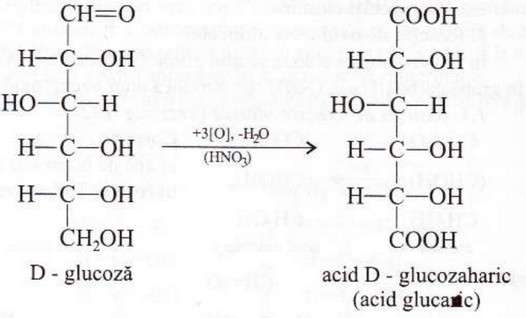 CH=O COOH
H OH H OH
HO H HO H
+3[O], -H₂O
(HNO₃)
H OH H OH
H OH H OH
CH₂OH COOH
D - glucoză acid D - glucozaharic
(acid glucaric)